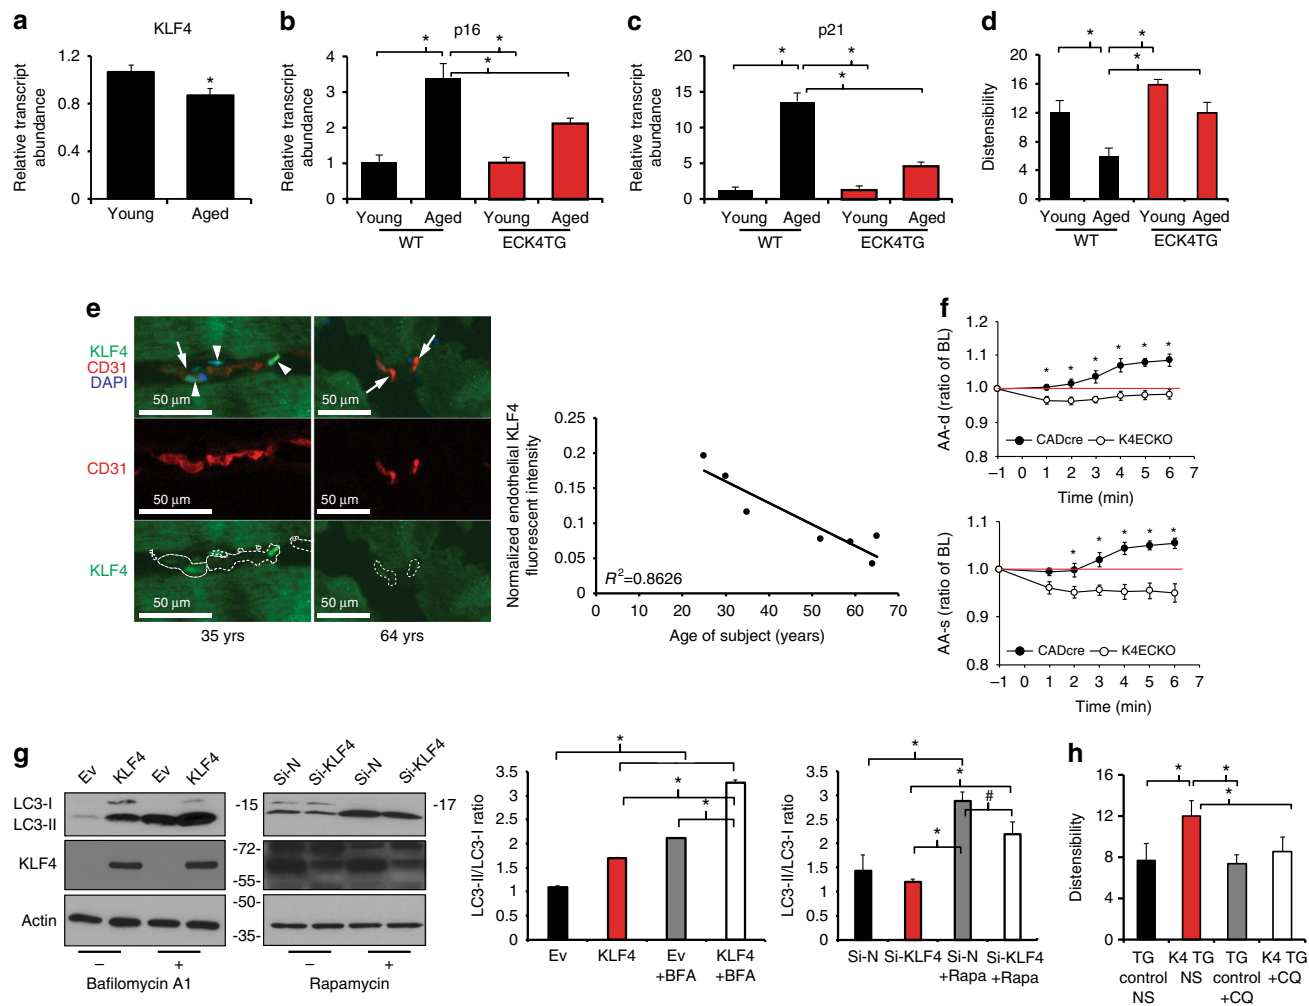 a
KLF4
Relative transcript
abundance
1.2
0.8
0.4
0
*
Young
Aged
b
p16
Relative transcript
abundance
4
3
2
1
0
* *
*
Young Aged Young Aged
WT ECK4TG
c
p21
Relative transcript
abundance
20
15
10
5
0
* *
*
Young Aged Young Aged
WT ECK4TG
d
Distensibility
20
16
12
8
4
0
* *
*
Young Aged Young Aged
WT ECK4TG
e
KLF4
CD31
DAPI
50 µm 50 µm
CD31
50 µm 50 µm
KLF4
50 µm 50 µm
35 yrs 64 yrs
Normalized endothelial KLF4
fluorescent intensity
0.25
0.2
0.15
0.1
0.05
0
R²=0.8626
0 10 20 30 40 50 60 70
Age of subject (years)
f
AA-d (ratio of BL)
1.2
1.1
1.0
0.9
0.8
* * * * * *
CADcre K4ECKO
–1 0 1 2 3 4 5 6 7
Time (min)
AA-s (ratio of BL)
1.1
1.0
0.9
0.8
* * * * *
CADcre K4ECKO
–1 0 1 2 3 4 5 6 7
Time (min)
g
Ev KLF4 Ev KLF4
Si-N Si-KLF4 Si-N Si-KLF4
LC3-I
LC3-II
-15
-17
KLF4
-72-
-55-
Actin
-50-
-35-
– +
Bafilomycin A1
– +
Rapamycin
LC3-II/LC3-I ratio
3.5
3
2.5
2
1.5
1
0.5
0
*
*
*
Ev KLF4 Ev
+BFA
KLF4
+BFA
LC3-II/LC3-I ratio
3.5
3
2.5
2
1.5
1
0.5
0
*
*
#
*
Si-N Si-KLF4 Si-N
+Rapa
Si-KLF4
+Rapa
h
Distensibility
16
12
8
4
0
* *
*
TG
control
NS
K4 TG
NS
TG
control
+CQ
K4 TG
+CQ